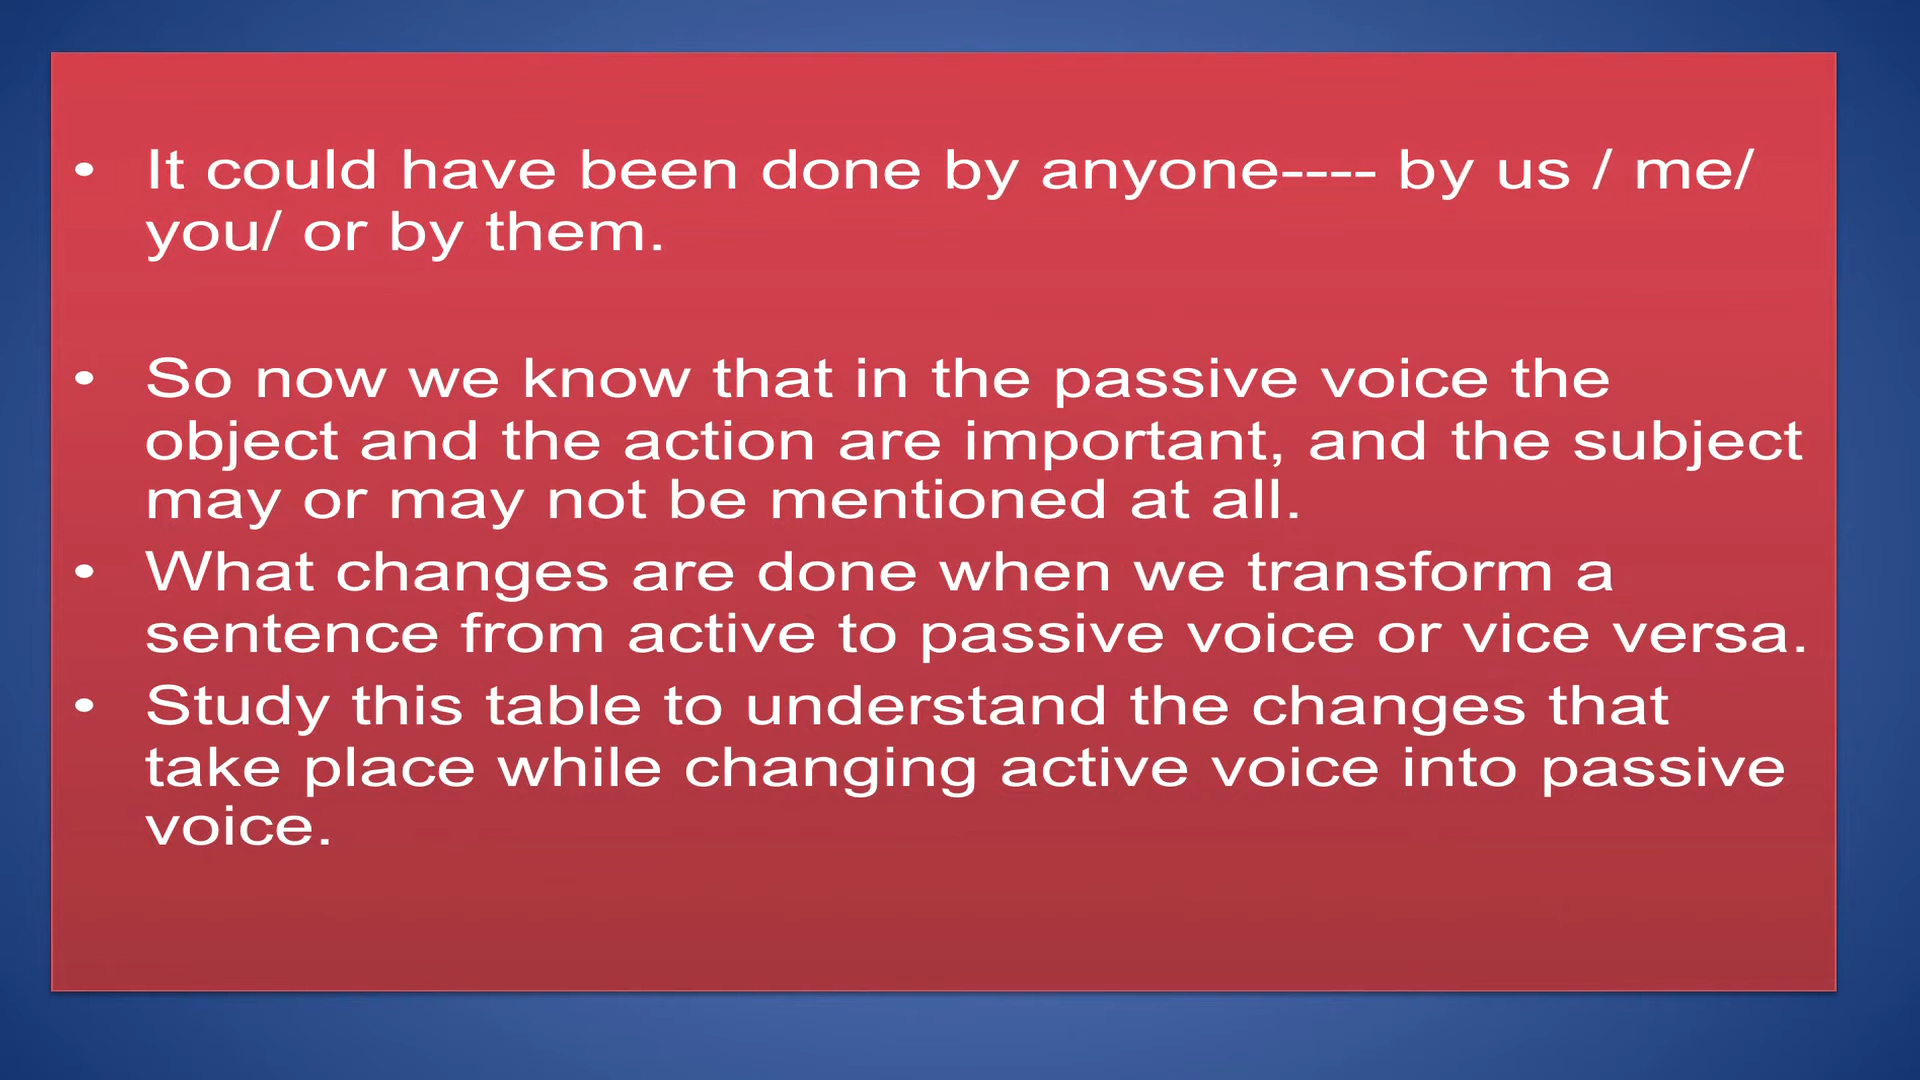 • It could have been done by anyone---- by us / me/
you/ or by them.
• So now we know that in the passive voice the
object and the action are important, and the subject
may or may not be mentioned at all.
• What changes are done when we transform a
sentence from active to passive voice or vice versa.
• Study this table to understand the changes that
take place while changing active voice into passive
voice.